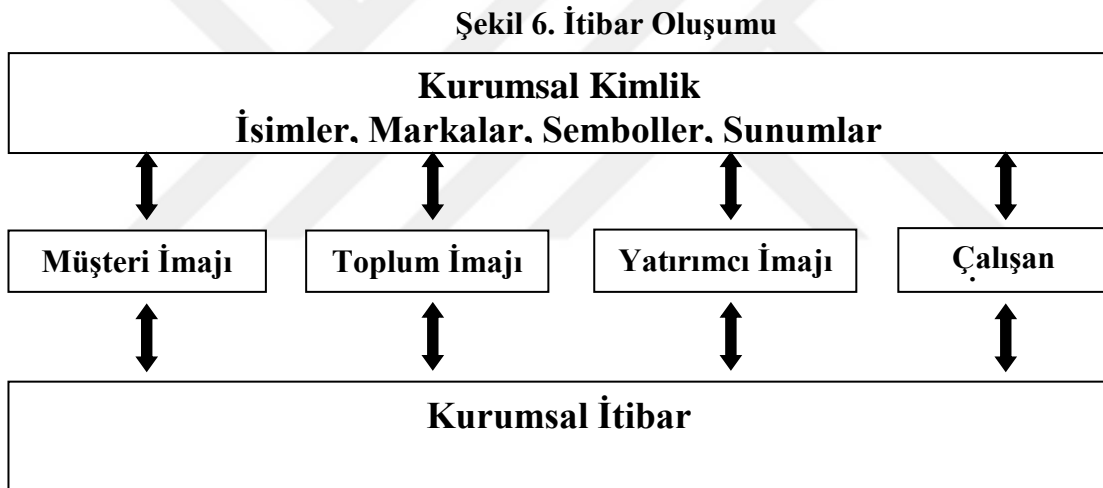 Şekil 6. İtibar Oluşumu
Kurumsal Kimlik
İsimler, Markalar, Semboller, Sunumlar
Müşteri İmajı
Toplum İmajı
Yatırımcı İmajı
Çalışan
Kurumsal İtibar